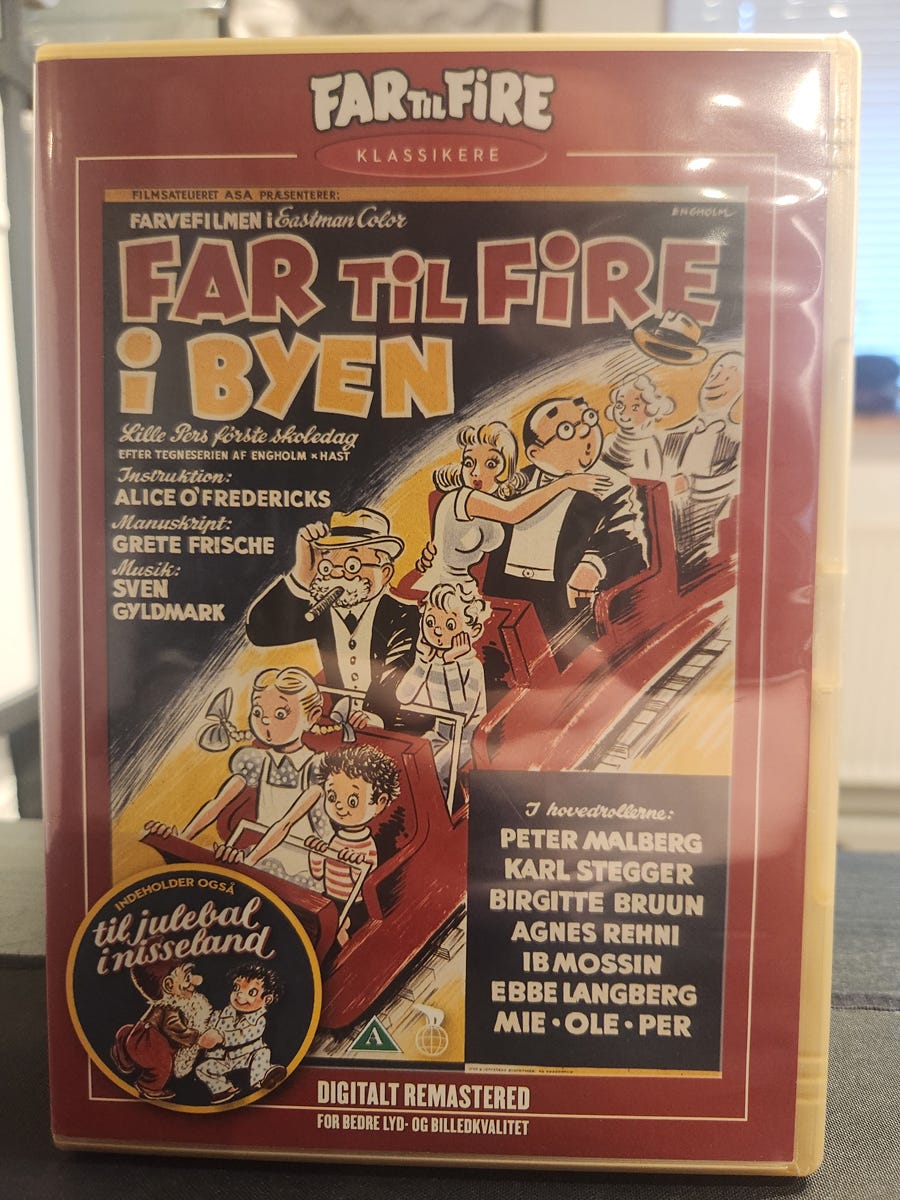 FAR TIL FIRE
KLASSIKERE
FILMSATELIERET ASA PRÆSENTERER:
FARVEFILMEN i Eastman Color
ENGHOLM
FAR TIL FIRE
i BYEN
Lille Pers første skoledag
EFTER TEGNESERIEN AF ENGHOLM × HAST
Instruktion:
ALICE O'FREDERICKS
Manuskript:
GRETE FRISCHE
Musik:
SVEN
GYLDMARK
I hovedrollerne:
PETER MALBERG
KARL STEGGER
BIRGITTE BRUUN
AGNES REHNI
IB MOSSIN
EBBE LANGBERG
MIE • OLE • PER
INDEHOLDER OGSÅ
til julebal
i nisseland
A
DIGITALT REMASTERED
FOR BEDRE LYD- OG BILLEDKVALITET